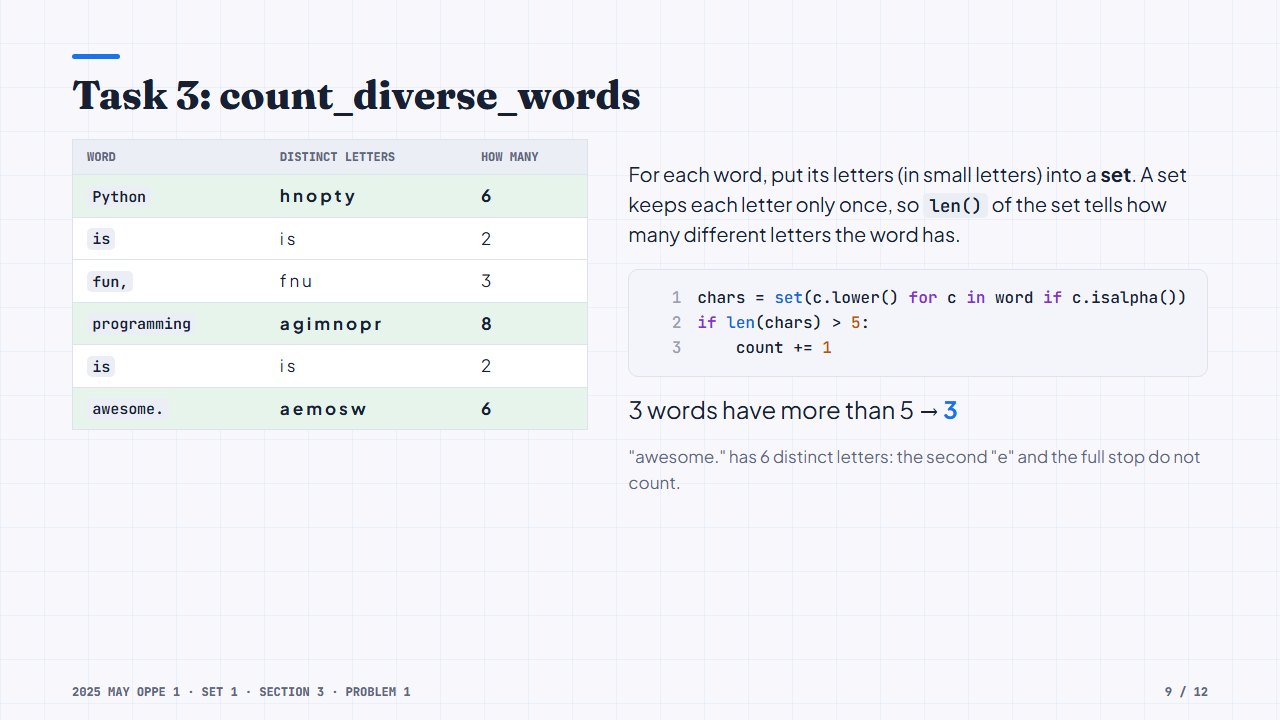 Task 3: count_diverse_words
WORD DISTINCT LETTERS HOW MANY
Python h n o p t y 6
is i s 2
fun, f n u 3
programming a g i m n o p r 8
is i s 2
awesome. a e m o s w 6
For each word, put its letters (in small letters) into a set. A set
keeps each letter only once, so len() of the set tells how
many different letters the word has.
1 chars = set(c.lower() for c in word if c.isalpha())
2 if len(chars) > 5:
3     count += 1
3 words have more than 5 → 3
"awesome." has 6 distinct letters: the second "e" and the full stop do not
count.
2025 MAY OPPE 1 · SET 1 · SECTION 3 · PROBLEM 1
9 / 12